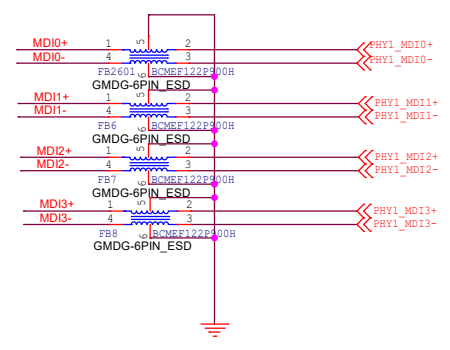 5
MDI0+ 1 2 PHY1_MDI0+
MDI0- 4 3 PHY1_MDI0-
6
FB2601 BCMEF122P900H
GMDG-6PIN_ESD
5
MDI1+ 1 2 PHY1_MDI1+
MDI1- 4 3 PHY1_MDI1-
6
FB6 BCMEF122P900H
GMDG-6PIN_ESD
5
MDI2+ 1 2 PHY1_MDI2+
MDI2- 4 3 PHY1_MDI2-
6
FB7 BCMEF122P900H
GMDG-6PIN_ESD
5
MDI3+ 1 2 PHY1_MDI3+
MDI3- 4 3 PHY1_MDI3-
6
FB8 BCMEF122P900H
GMDG-6PIN_ESD